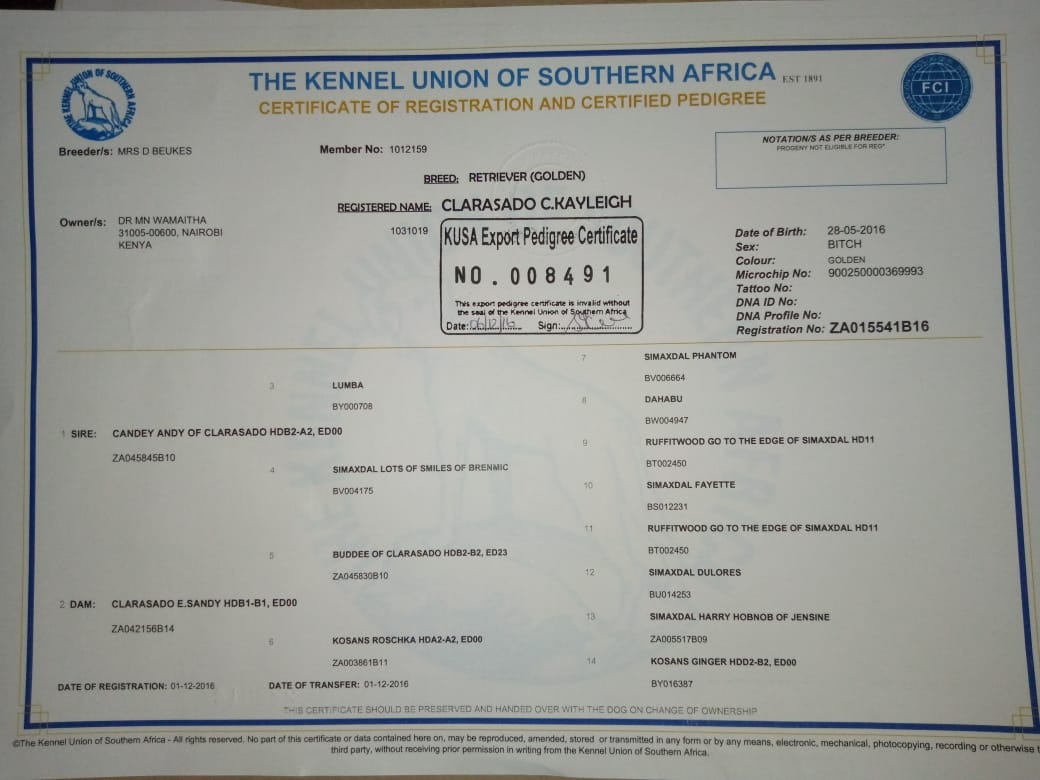 THE KENNEL UNION OF SOUTHERN AFRICA EST 1891
CERTIFICATE OF REGISTRATION AND CERTIFIED PEDIGREE
THE KENNEL UNION OF SOUTHERN AFRICA
FCI
Breeder/s: MRS D BEUKES
Member No: 1012159
NOTATION/S AS PER BREEDER:
PROGENY NOT ELIGIBLE FOR REG*
BREED: RETRIEVER (GOLDEN)
REGISTERED NAME: CLARASADO C.KAYLEIGH
Owner/s: DR MN WAMAITHA
31005-00600, NAIROBI
KENYA
1031019
KUSA Export Pedigree Certificate
NO. 008491
This export pedigree certificate is invalid without
the seal of the Kennel Union of Southern Africa
Date: 06/12/16 Sign:
Date of Birth: 28-05-2016
Sex: BITCH
Colour: GOLDEN
Microchip No: 900250000369993
Tattoo No:
DNA ID No:
DNA Profile No:
Registration No: ZA015541B16
1 SIRE: CANDEY ANDY OF CLARASADO HDB2-A2, ED00
ZA045845B10
2 DAM: CLARASADO E.SANDY HDB1-B1, ED00
ZA042156B14
3 LUMBA
BY000708
4 SIMAXDAL LOTS OF SMILES OF BRENMIC
BV004175
5 BUDDEE OF CLARASADO HDB2-B2, ED23
ZA045830B10
6 KOSANS ROSCHKA HDA2-A2, ED00
ZA003861B11
7 SIMAXDAL PHANTOM
BV006664
8 DAHABU
BW004947
9 RUFFITWOOD GO TO THE EDGE OF SIMAXDAL HD11
BT002450
10 SIMAXDAL FAYETTE
BS012231
11 RUFFITWOOD GO TO THE EDGE OF SIMAXDAL HD11
BT002450
12 SIMAXDAL DULORES
BU014253
13 SIMAXDAL HARRY HOBNOB OF JENSINE
ZA005517B09
14 KOSANS GINGER HDD2-B2, ED00
BY016387
DATE OF REGISTRATION: 01-12-2016
DATE OF TRANSFER: 01-12-2016
THIS CERTIFICATE SHOULD BE PRESERVED AND HANDED OVER WITH THE DOG ON CHANGE OF OWNERSHIP
©The Kennel Union of Southern Africa - All rights reserved. No part of this certificate or data contained here on, may be reproduced, amended, stored or transmitted in any form or by any means, electronic, mechanical, photocopying, recording or otherwise
third party, without receiving prior permission in writing from the Kennel Union of Southern Africa.